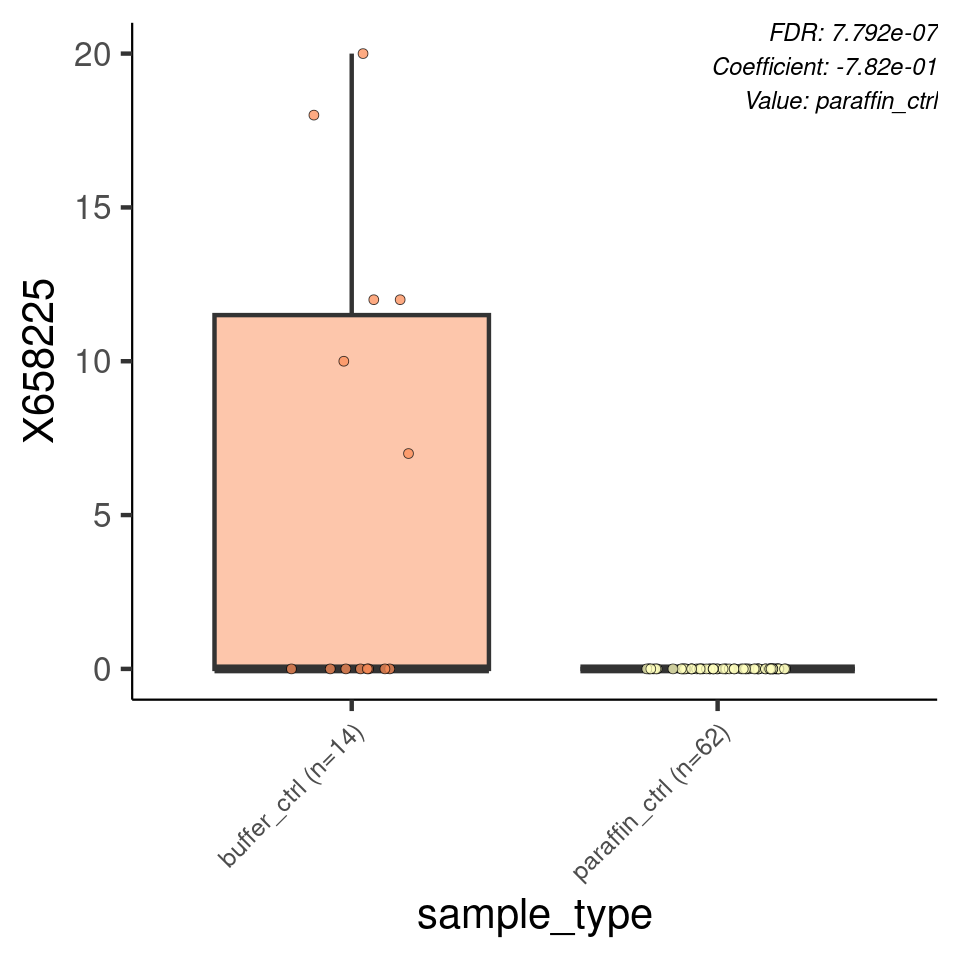 FDR: 7.792e-07
Coefficient: -7.82e-01
Value: paraffin_ctrl
20
15
10
5
0
X658225
buffer_ctrl (n=14)
paraffin_ctrl (n=62)
sample_type